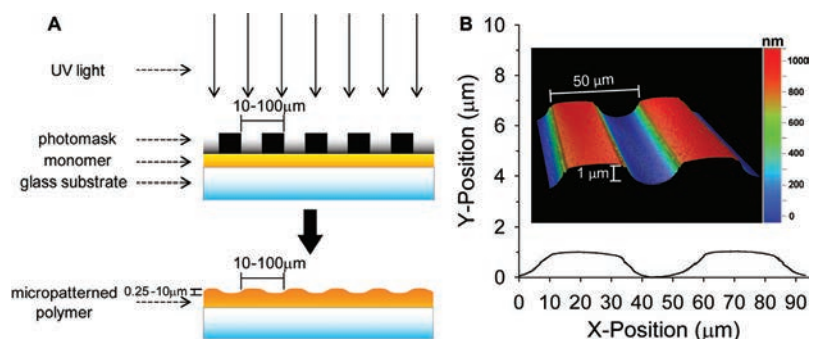 A
UV light
10-100μm
photomask
monomer
glass substrate
10-100μm
0.25-10μm
micropatterned
polymer
B
10
8
6
4
2
0
Y-Position (μm)
0 10 20 30 40 50 60 70 80 90
X-Position (μm)
50 μm
1 μm
nm
1000
800
600
400
200
0